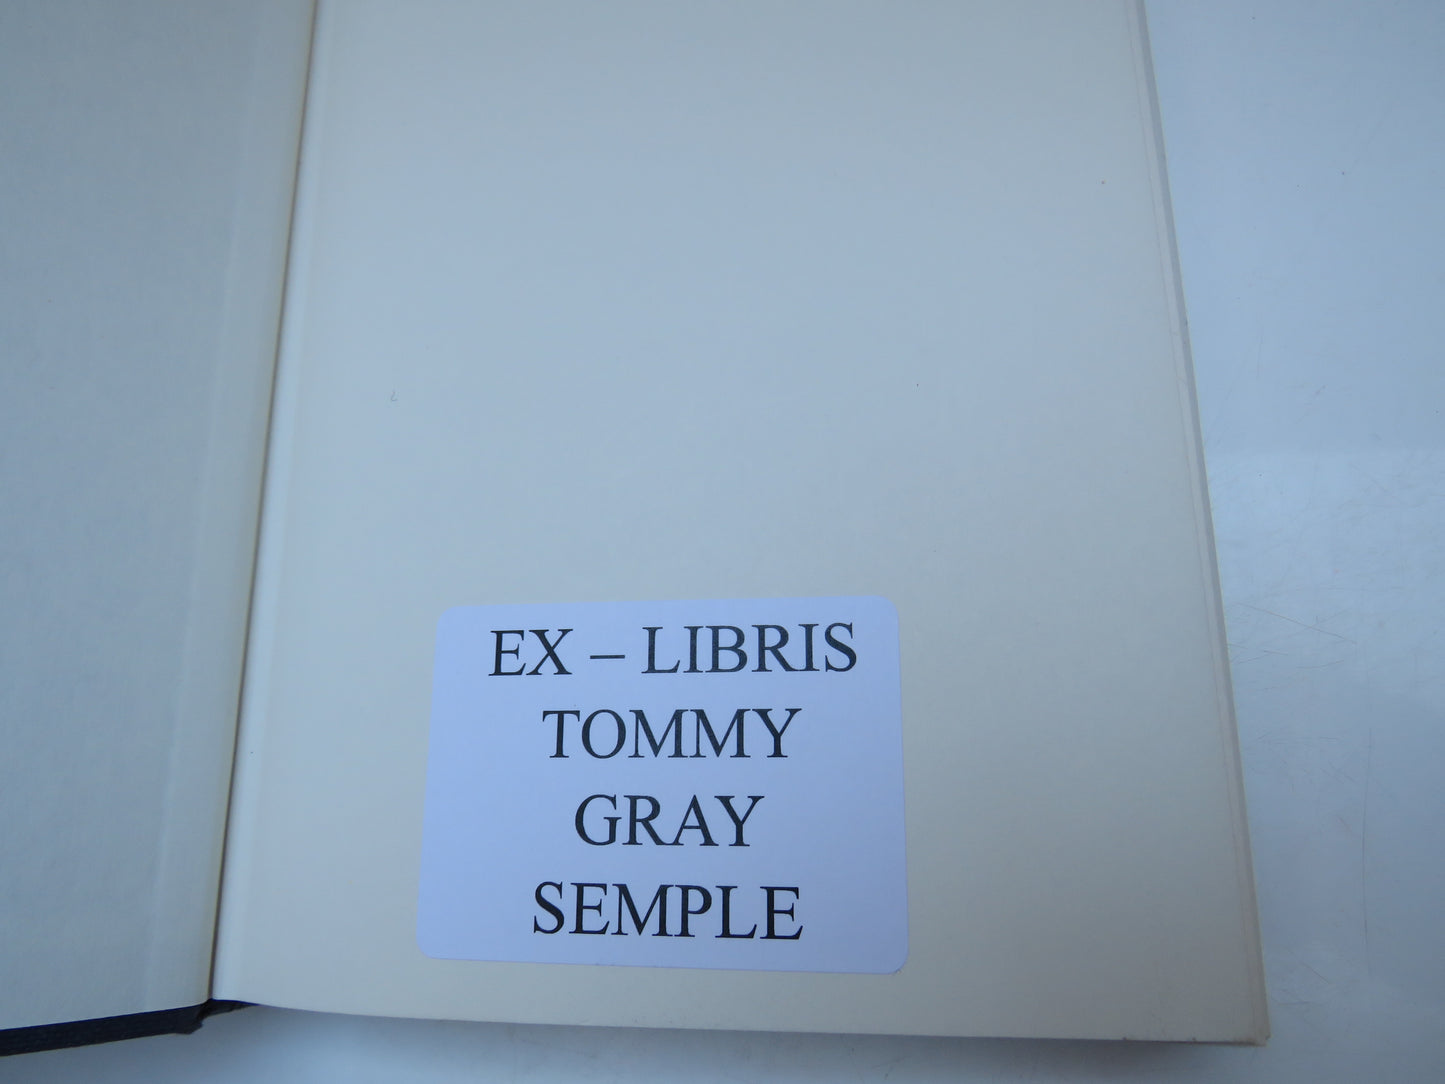 EX – LIBRIS
TOMMY
GRAY
SEMPLE